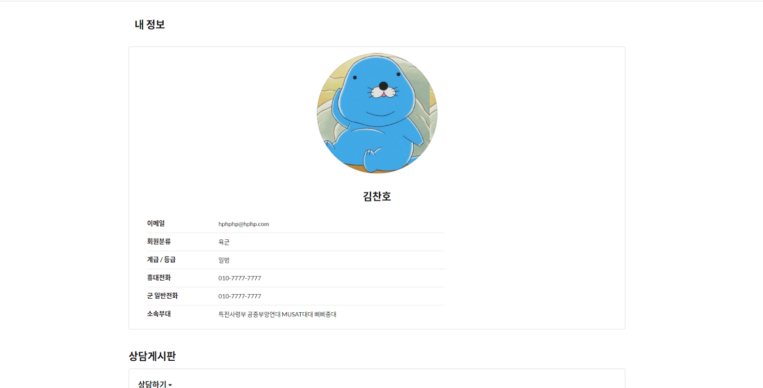 내 정보
김찬호
이메일 hphphp@hphp.com
회원분류 육군
계급 / 등급 일병
휴대전화 010-7777-7777
군 일반전화 010-7777-7777
소속부대 특전사령부 공중부양연대 MUSAT대대 삐삐중대
상담게시판
상담하기